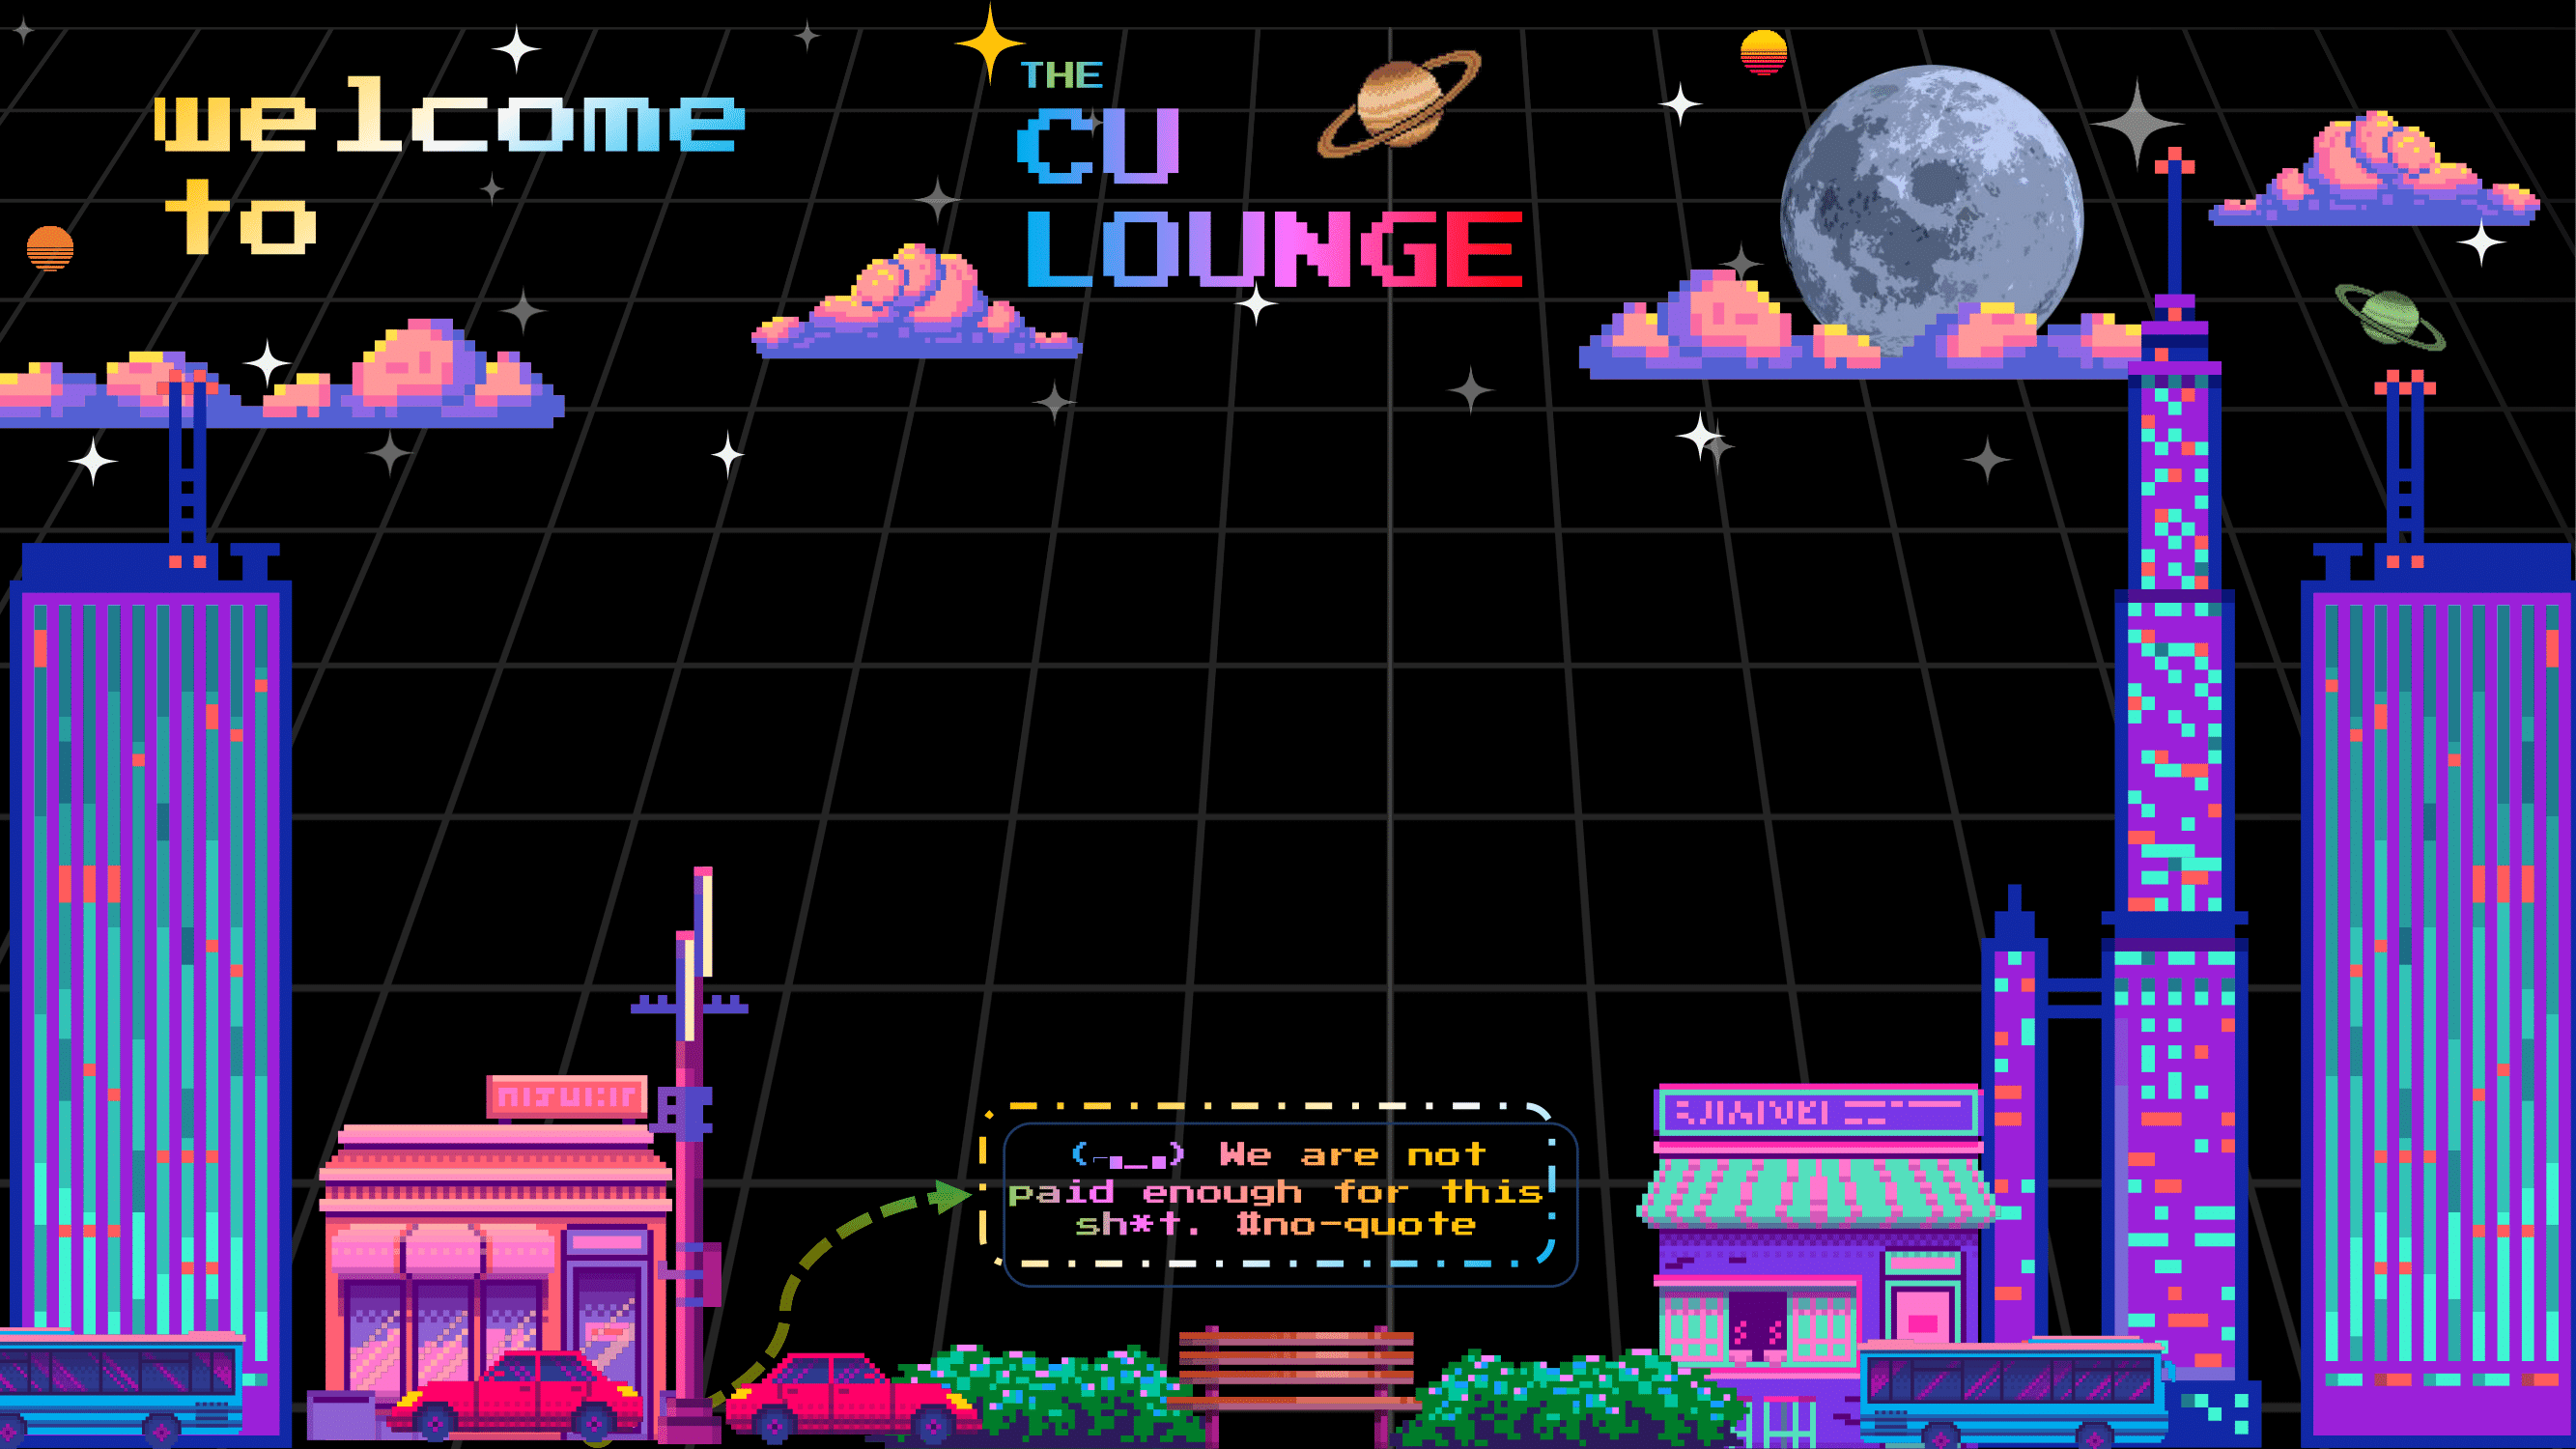 welcome
to
THE
CU
LOUNGE
(⌐▪_▪) We are not
paid enough for this
sh*t. #no-quote